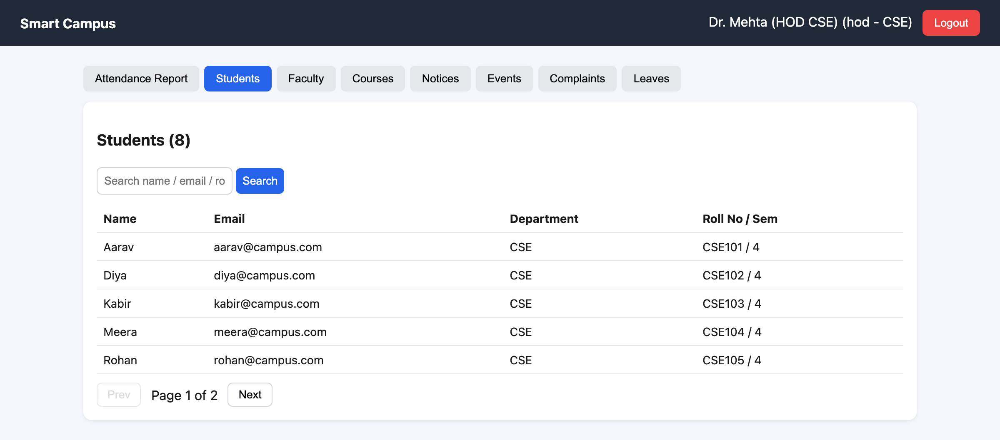 Smart Campus
Dr. Mehta (HOD CSE) (hod - CSE) Logout
Attendance Report Students Faculty Courses Notices Events Complaints Leaves
Students (8)
Search name / email / ro Search
Name Email Department Roll No / Sem
Aarav aarav@campus.com CSE CSE101 / 4
Diya diya@campus.com CSE CSE102 / 4
Kabir kabir@campus.com CSE CSE103 / 4
Meera meera@campus.com CSE CSE104 / 4
Rohan rohan@campus.com CSE CSE105 / 4
Prev Page 1 of 2 Next